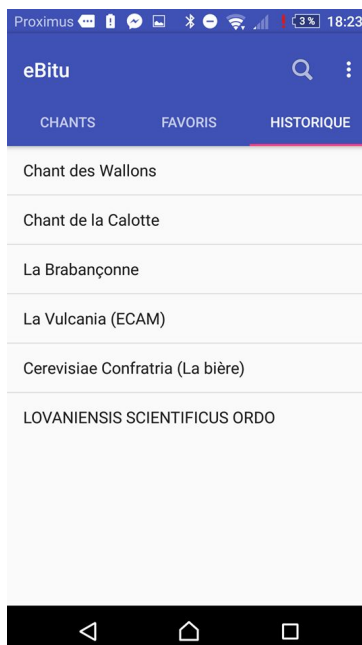 Proximus 3% 18:23
eBitu
CHANTS FAVORIS HISTORIQUE
Chant des Wallons
Chant de la Calotte
La Brabançonne
La Vulcania (ECAM)
Cerevisiae Confratria (La bière)
LOVANIENSIS SCIENTIFICUS ORDO